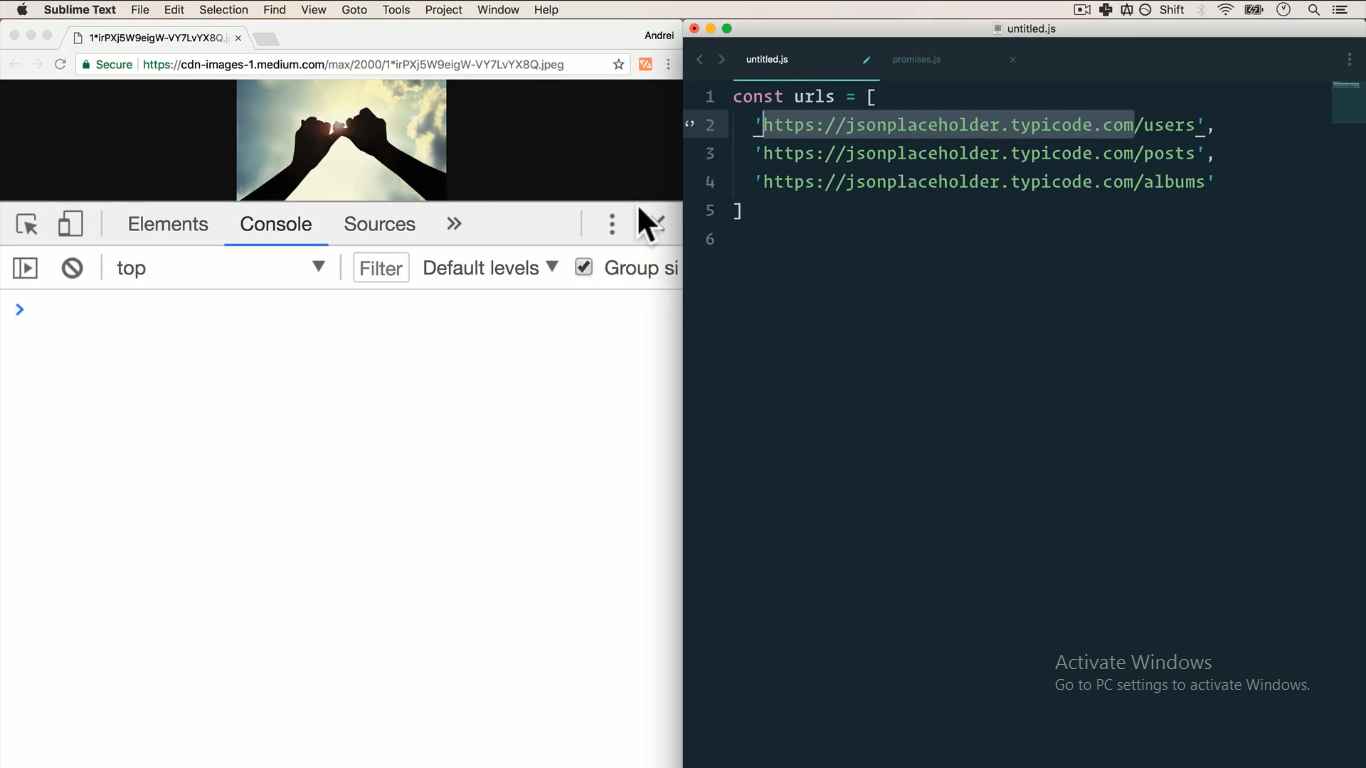 Sublime Text File Edit Selection Find View Goto Tools Project Window Help Shift
1*irPXj5W9eigW-VY7LvYX8Q.j × Andrei
Secure https://cdn-images-1.medium.com/max/2000/1*irPXj5W9eigW-VY7LvYX8Q.jpeg
Elements Console Sources »
top Filter Default levels Group si
>
untitled.js
untitled.js promises.js ×
1 const urls = [
2 'https://jsonplaceholder.typicode.com/users',
3 'https://jsonplaceholder.typicode.com/posts',
4 'https://jsonplaceholder.typicode.com/albums'
5 ]
6
Activate Windows
Go to PC settings to activate Windows.